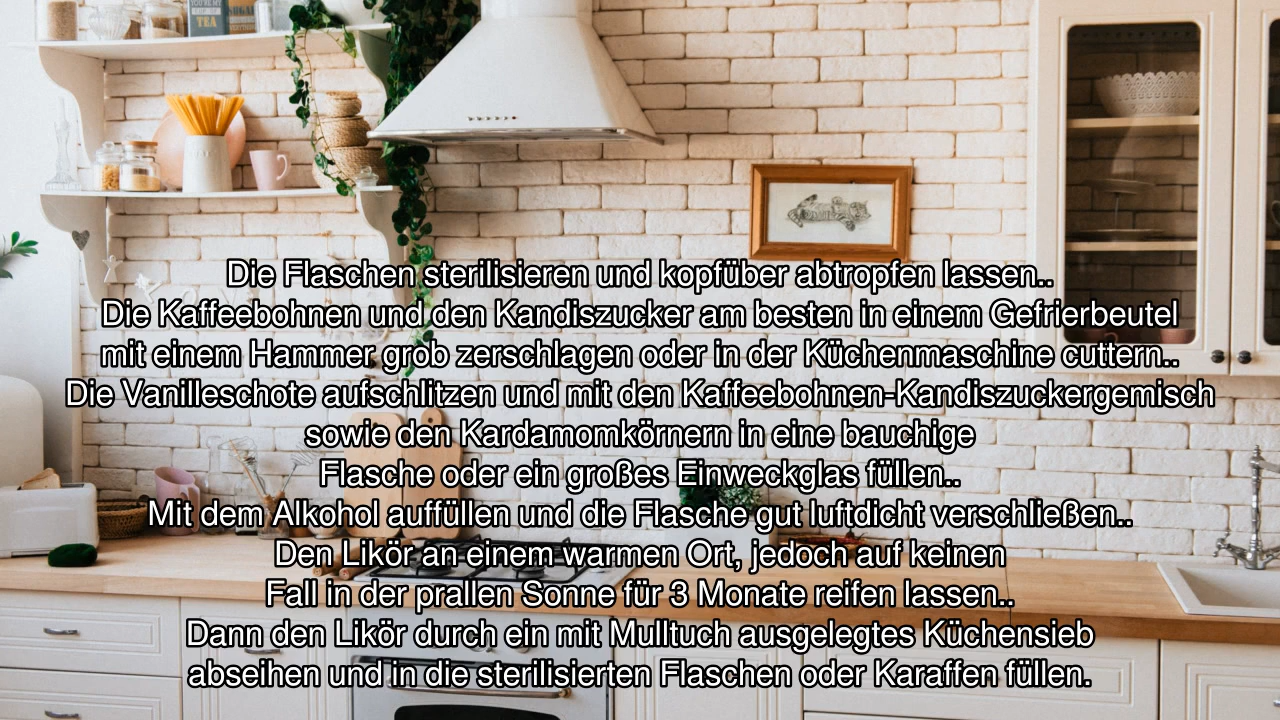 TEA
Die Flaschen sterilisieren und kopfüber abtropfen lassen..
Die Kaffeebohnen und den Kandiszucker am besten in einem Gefrierbeutel
mit einem Hammer grob zerschlagen oder in der Küchenmaschine cuttern..
Die Vanilleschote aufschlitzen und mit den Kaffeebohnen-Kandiszuckergemisch
sowie den Kardamomkörnern in eine bauchige
Flasche oder ein großes Einweckglas füllen..
Mit dem Alkohol auffüllen und die Flasche gut luftdicht verschließen..
Den Likör an einem warmen Ort, jedoch auf keinen
Fall in der prallen Sonne für 3 Monate reifen lassen..
Dann den Likör durch ein mit Mulltuch ausgelegtes Küchensieb
abseihen und in die sterilisierten Flaschen oder Karaffen füllen.